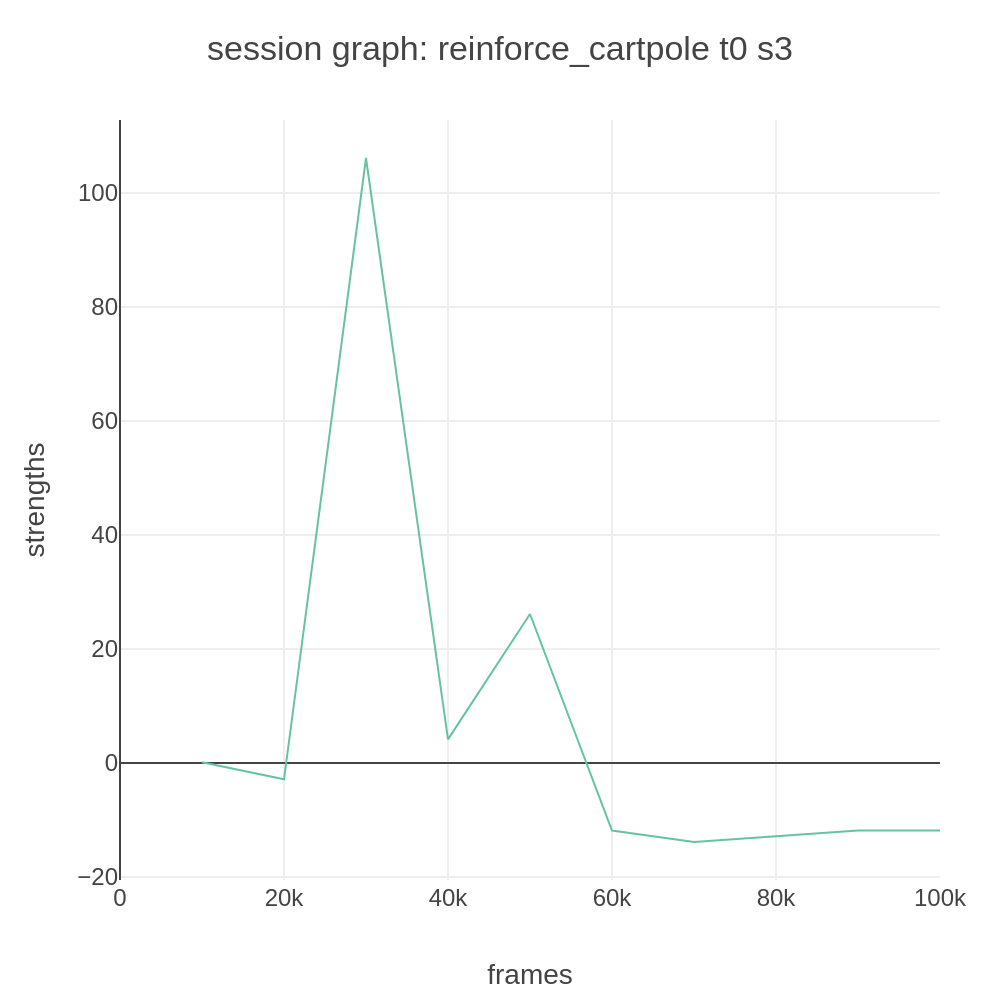 session graph: reinforce_cartpole t0 s3
100
80
60
40
20
0
−20
strengths
0
20k
40k
60k
80k
100k
frames